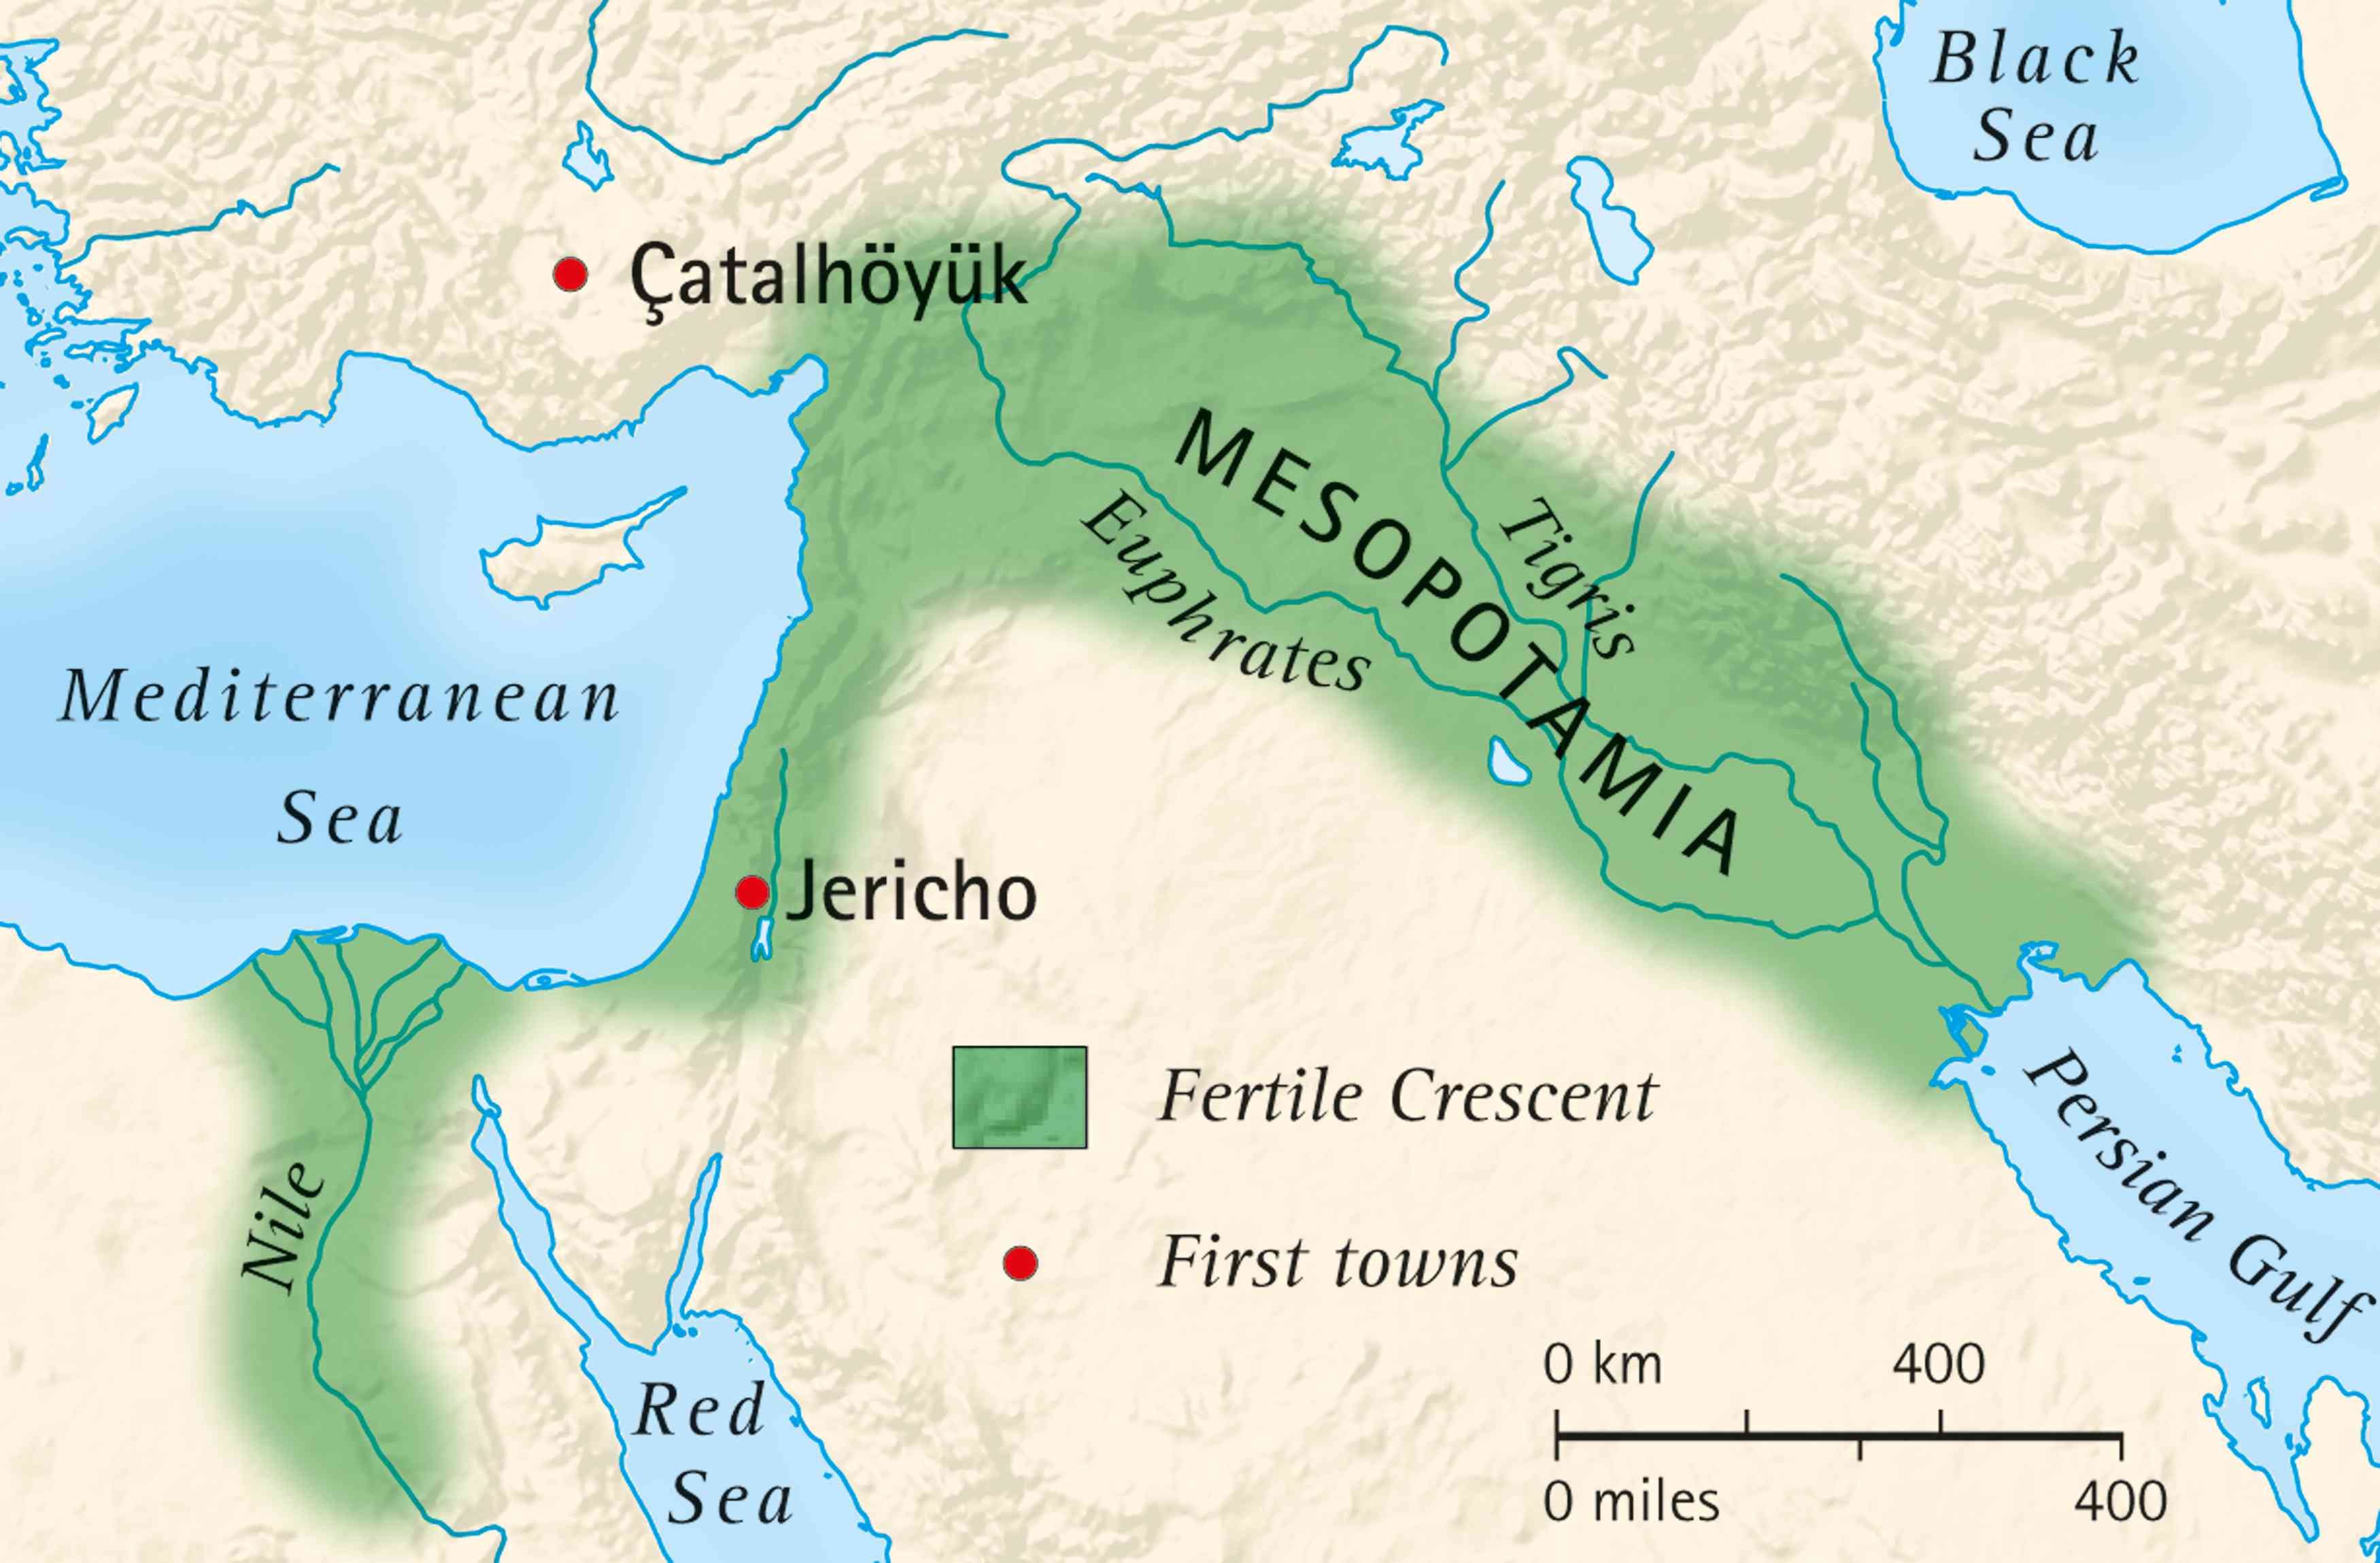 Black
Sea
Çatalhöyük
MESOPOTAMIA
Tigris
Euphrates
Mediterranean
Sea
Jericho
Fertile Crescent
Nile
Persian Gulf
First towns
0 km 400
Red
Sea
0 miles 400